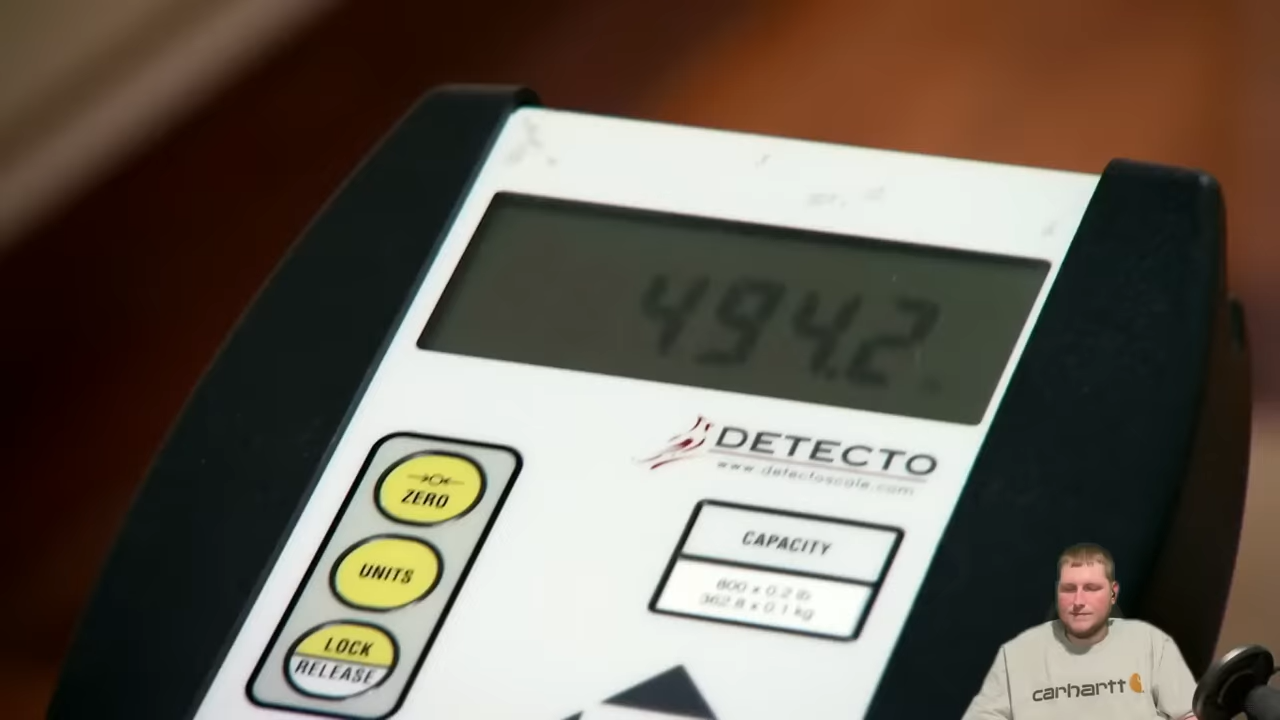 494.2
DETECTO
www.detectoscale.com
ZERO
UNITS
LOCK
RELEASE
CAPACITY
800 x 0.2 lb
362.8 x 0.1 kg
carhartt